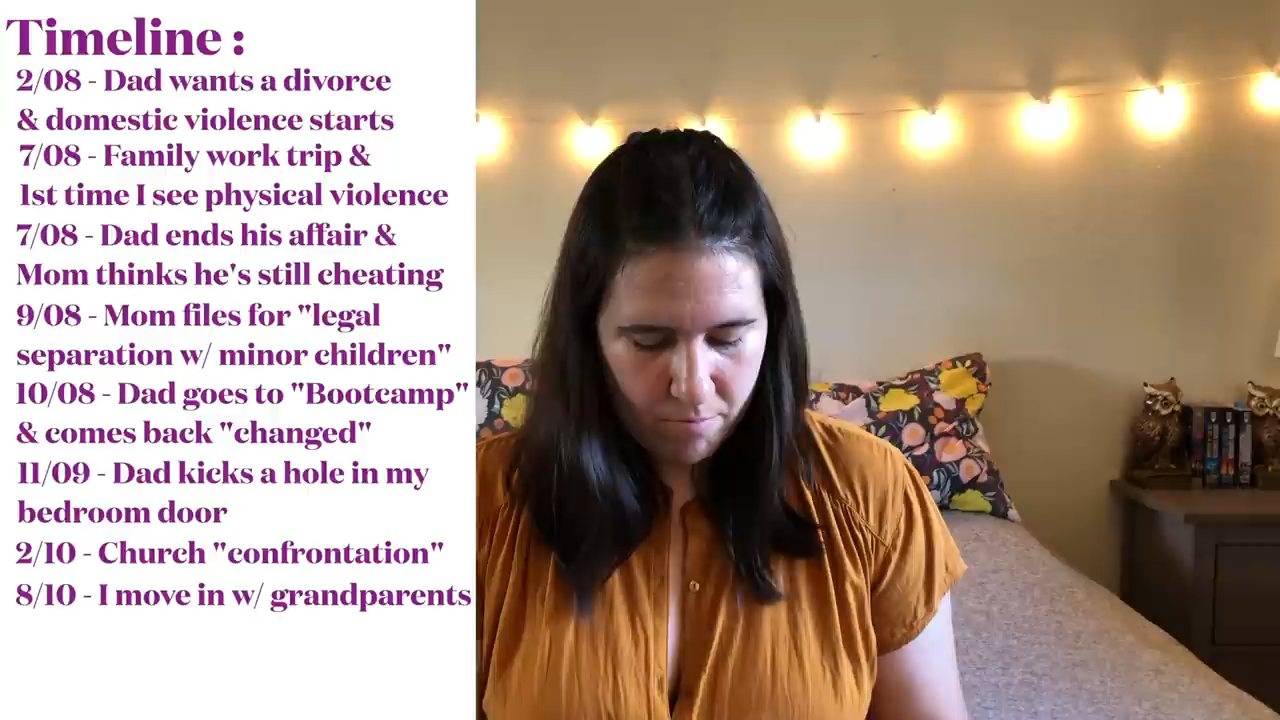 Timeline :
2/08 - Dad wants a divorce
& domestic violence starts
7/08 - Family work trip &
1st time I see physical violence
7/08 - Dad ends his affair &
Mom thinks he's still cheating
9/08 - Mom files for "legal
separation w/ minor children"
10/08 - Dad goes to "Bootcamp"
& comes back "changed"
11/09 - Dad kicks a hole in my
bedroom door
2/10 - Church "confrontation"
8/10 - I move in w/ grandparents